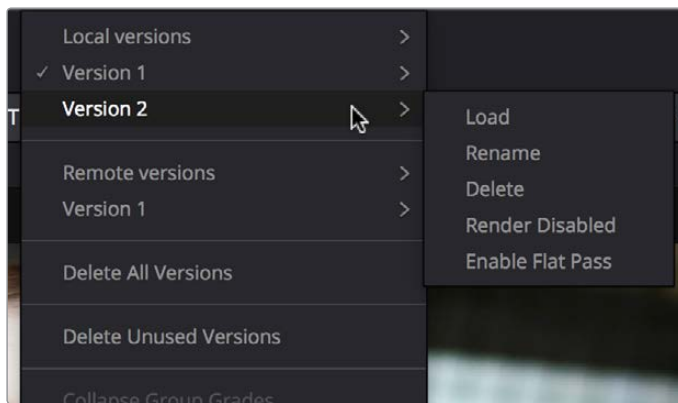 Local versions
✓ Version 1
Version 2
T
Remote versions
Version 1
Delete All Versions
Delete Unused Versions
Collapse Group Grades
Load
Rename
Delete
Render Disabled
Enable Flat Pass